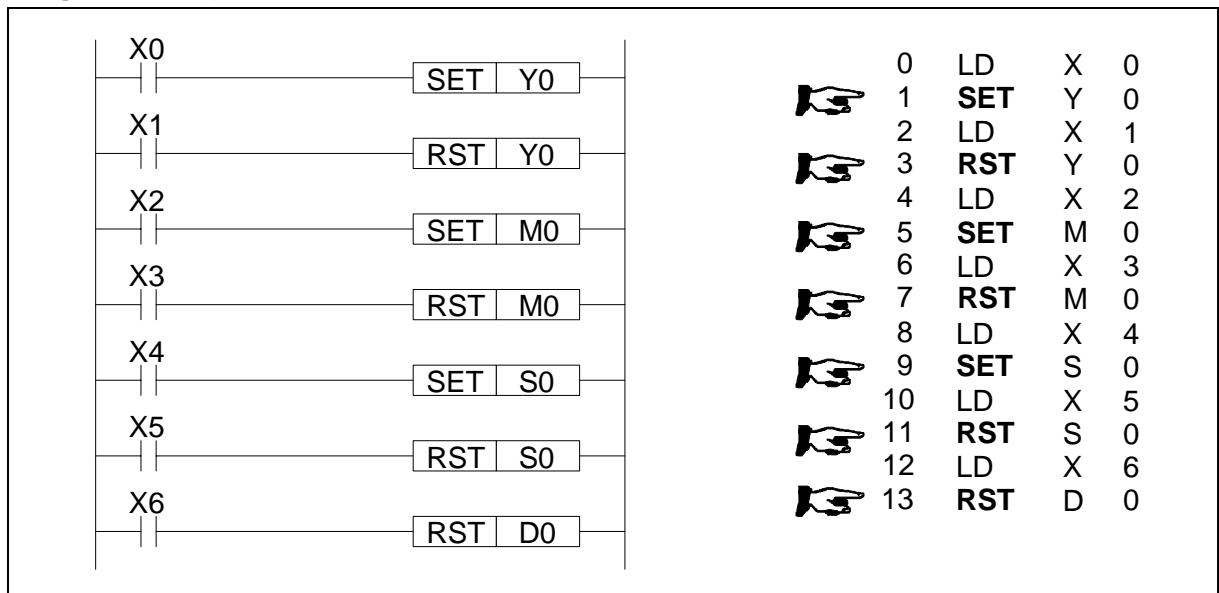 X0
SET Y0
X1
RST Y0
X2
SET M0
X3
RST M0
X4
SET S0
X5
RST S0
X6
RST D0
0 LD X 0
1 SET Y 0
2 LD X 1
3 RST Y 0
4 LD X 2
5 SET M 0
6 LD X 3
7 RST M 0
8 LD X 4
9 SET S 0
10 LD X 5
11 RST S 0
12 LD X 6
13 RST D 0